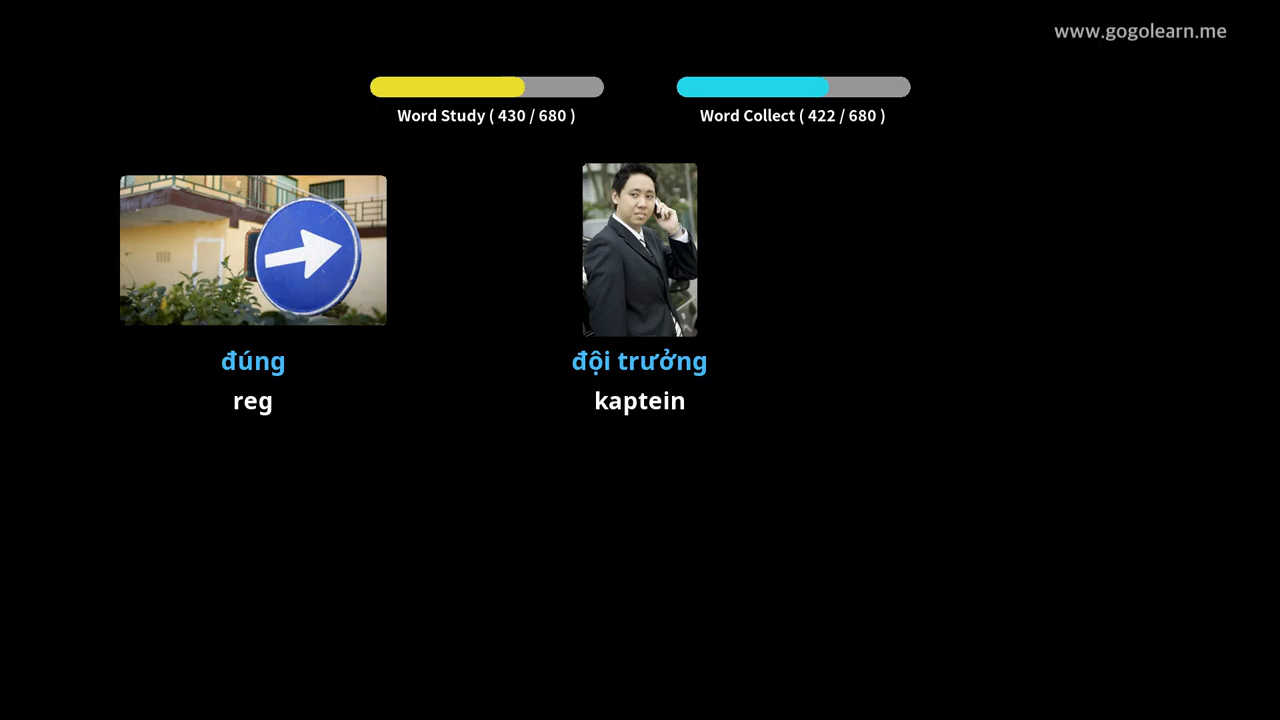 www.gogolearn.me
Word Study ( 430 / 680 )
Word Collect ( 422 / 680 )
đúng
reg
đội trưởng
kaptein